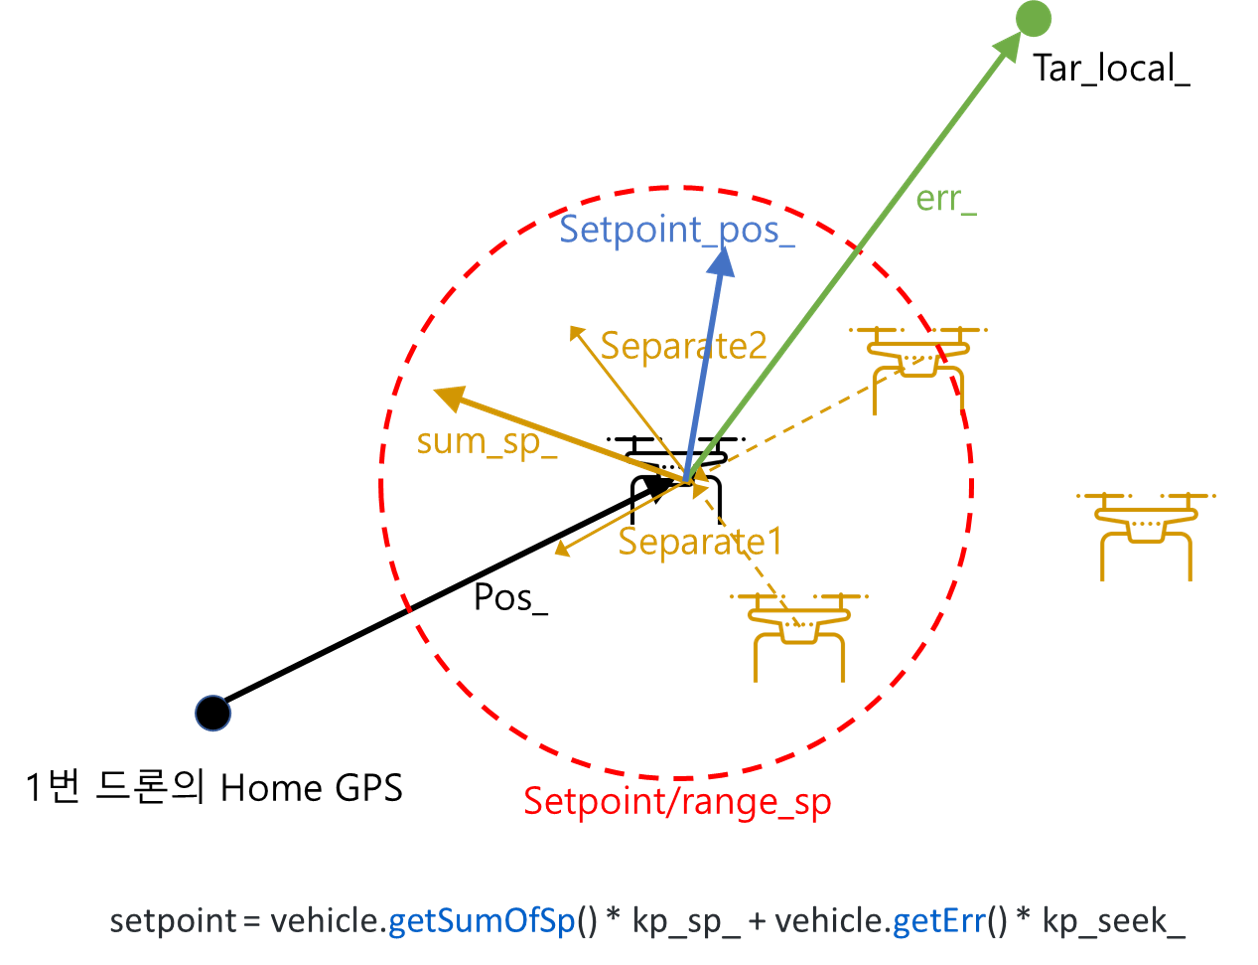 Tar_local_
err_
Setpoint_pos_
Separate2
sum_sp_
Separate1
Pos_
1번 드론의 Home GPS
Setpoint/range_sp
setpoint = vehicle.getSumOfSp() * kp_sp_ + vehicle.getErr() * kp_seek_